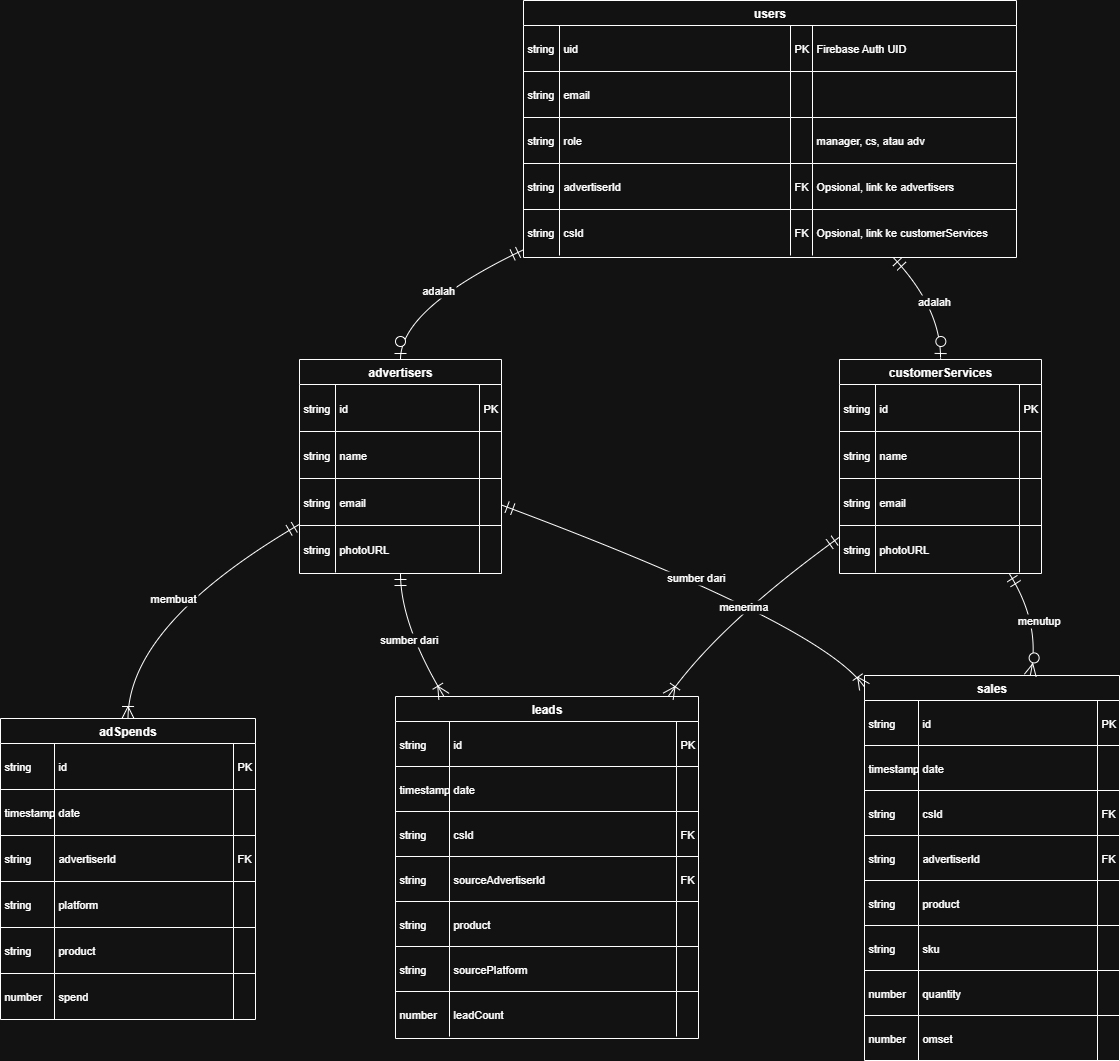 users
string uid PK Firebase Auth UID
string email
string role manager, cs, atau adv
string advertiserId FK Opsional, link ke advertisers
string csId FK Opsional, link ke customerServices
adalah
adalah
advertisers
string id PK
string name
string email
string photoURL
customerServices
string id PK
string name
string email
string photoURL
membuat
sumber dari
sumber dari
menerima
menutup
adSpends
string id PK
timestamp date
string advertiserId FK
string platform
string product
number spend
leads
string id PK
timestamp date
string csId FK
string sourceAdvertiserId FK
string product
string sourcePlatform
number leadCount
sales
string id PK
timestamp date
string csId FK
string advertiserId FK
string product
string sku
number quantity
number omset